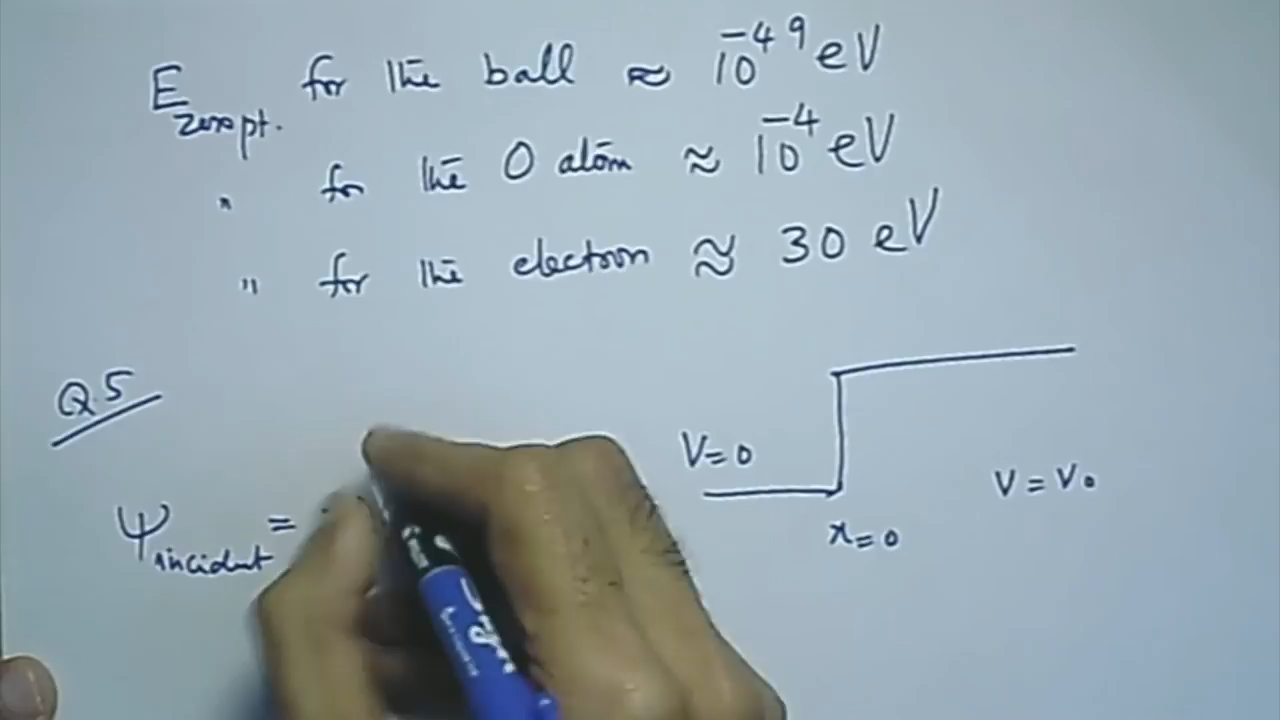 E zero pt. for the ball ≈ 10^-49 eV
" for the O atom ≈ 10^-4 eV
" for the electron ≈ 30 eV
Q.5
V=0
V=V₀
x=0
ψ incident =